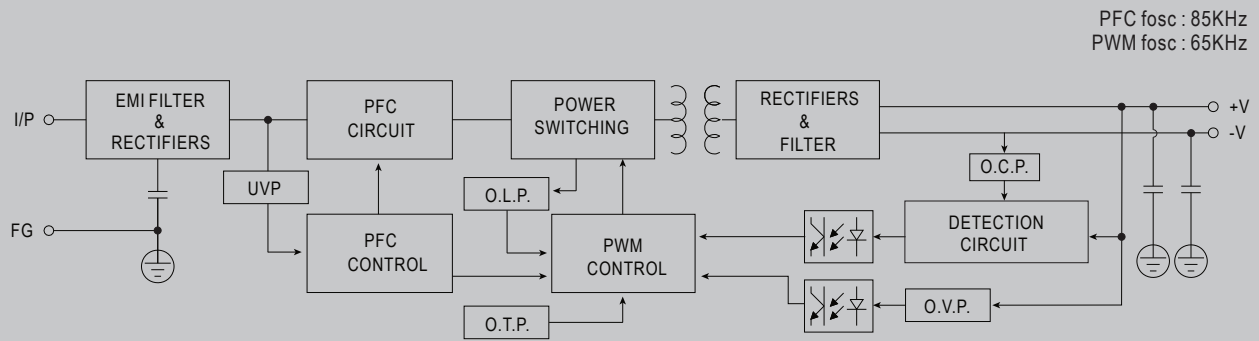 PFC fosc : 85KHz
PWM fosc : 65KHz
I/P
EMI FILTER
&
RECTIFIERS
PFC
CIRCUIT
POWER
SWITCHING
RECTIFIERS
&
FILTER
+V
-V
UVP
O.L.P.
O.C.P.
FG
PFC
CONTROL
PWM
CONTROL
DETECTION
CIRCUIT
O.T.P.
O.V.P.